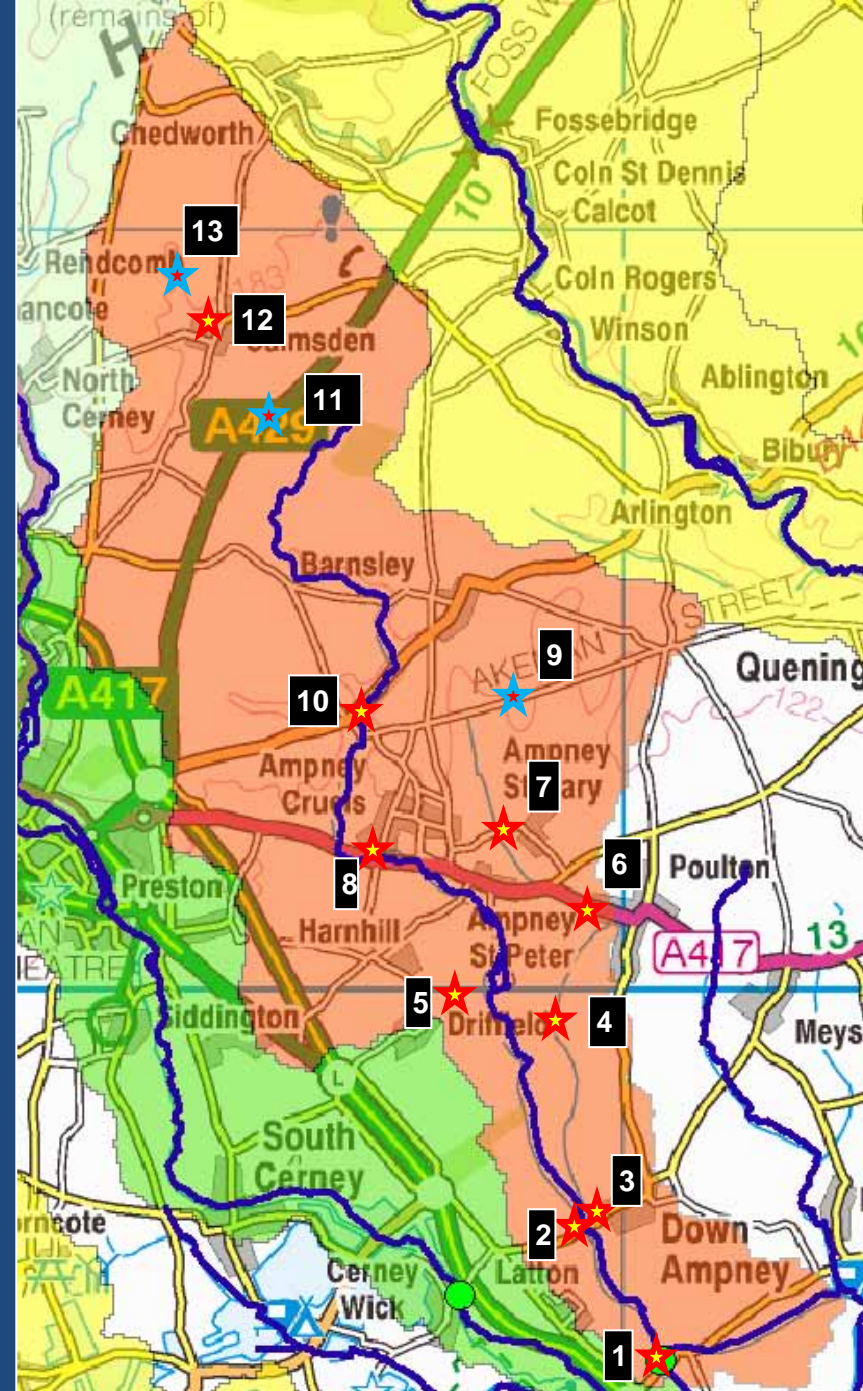 (remains of)
H
FOSS W
Chedworth
Fossebridge
Coln St Dennis
Calcot
10
13
Rendcomb
183
Coln Rogers
ancote
12
Calmsden
Winson
North
Cerney
11
A429
Ablington
Bibury
Arlington
Barnsley
STREET
9
AKEMAN
Quening
A417
10
122
Ampney
Crucis
Ampney
St Mary
7
8
6
Poulton
Preston
Harnhill
Ampney
St Peter
A417
13
5
Driffield
4
Siddington
Meys
L
South
Cerney
3
2
Down
Ampney
Cerney
Wick
Latton
1